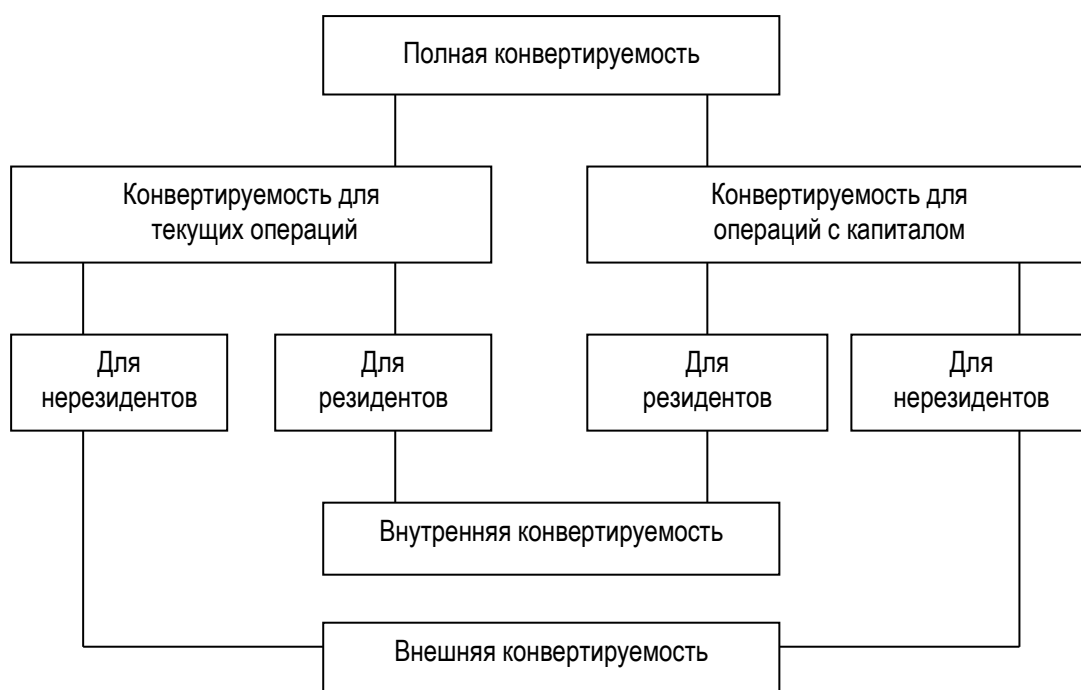 Полная конвертируемость
Конвертируемость для
текущих операций
Конвертируемость для
операций с капиталом
Для
нерезидентов
Для
резидентов
Для
резидентов
Для
нерезидентов
Внутренняя конвертируемость
Внешняя конвертируемость